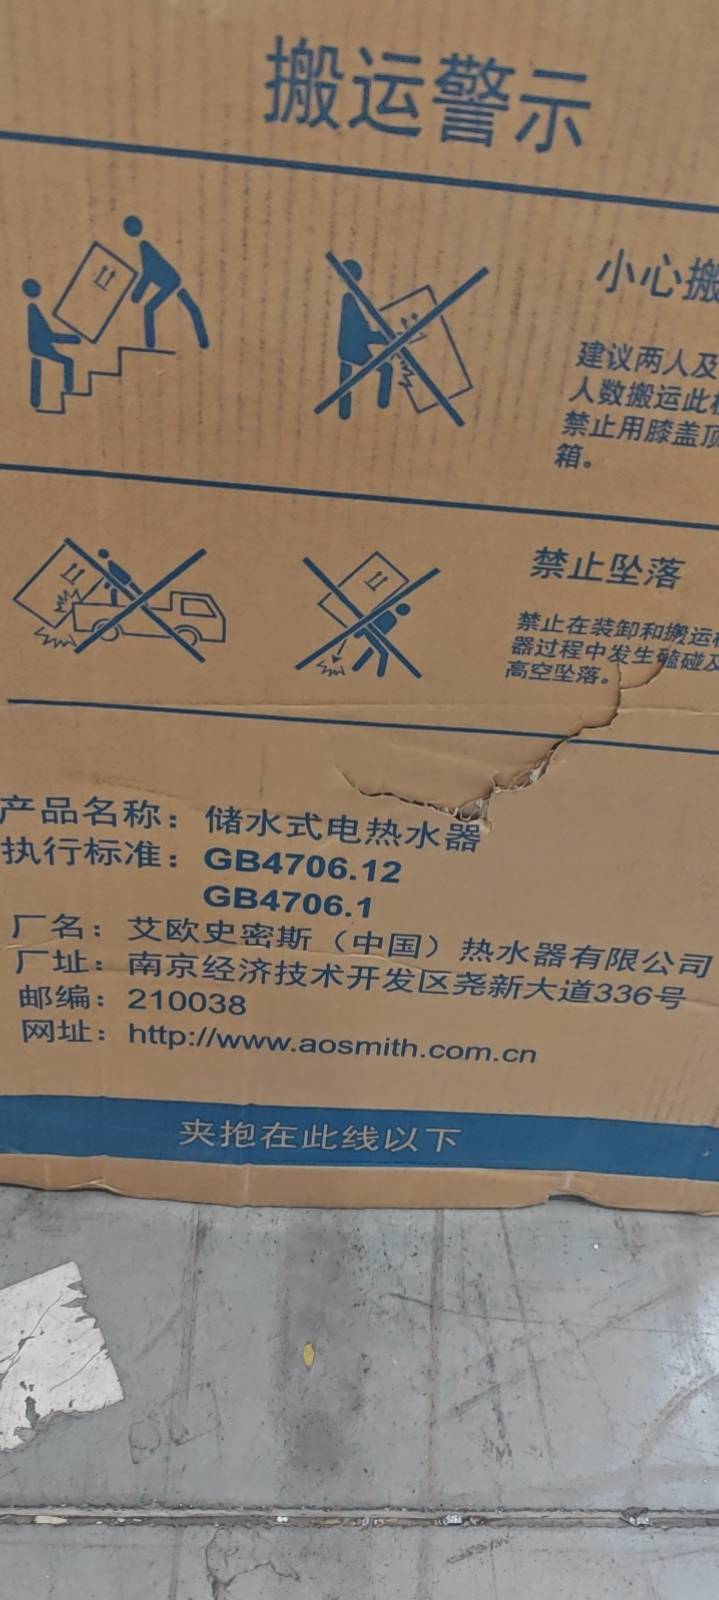 搬运警示
小心搬
建议两人及
人数搬运此
禁止用膝盖顶
箱。
禁止坠落
禁止在装卸和搬运
器过程中发生磕碰及
高空坠落。
产品名称：储水式电热水器
执行标准：GB4706.12
GB4706.1
厂名：艾欧史密斯（中国）热水器有限公司
厂址：南京经济技术开发区尧新大道336号
邮编：210038
网址：http://www.aosmith.com.cn
夹抱在此线以下